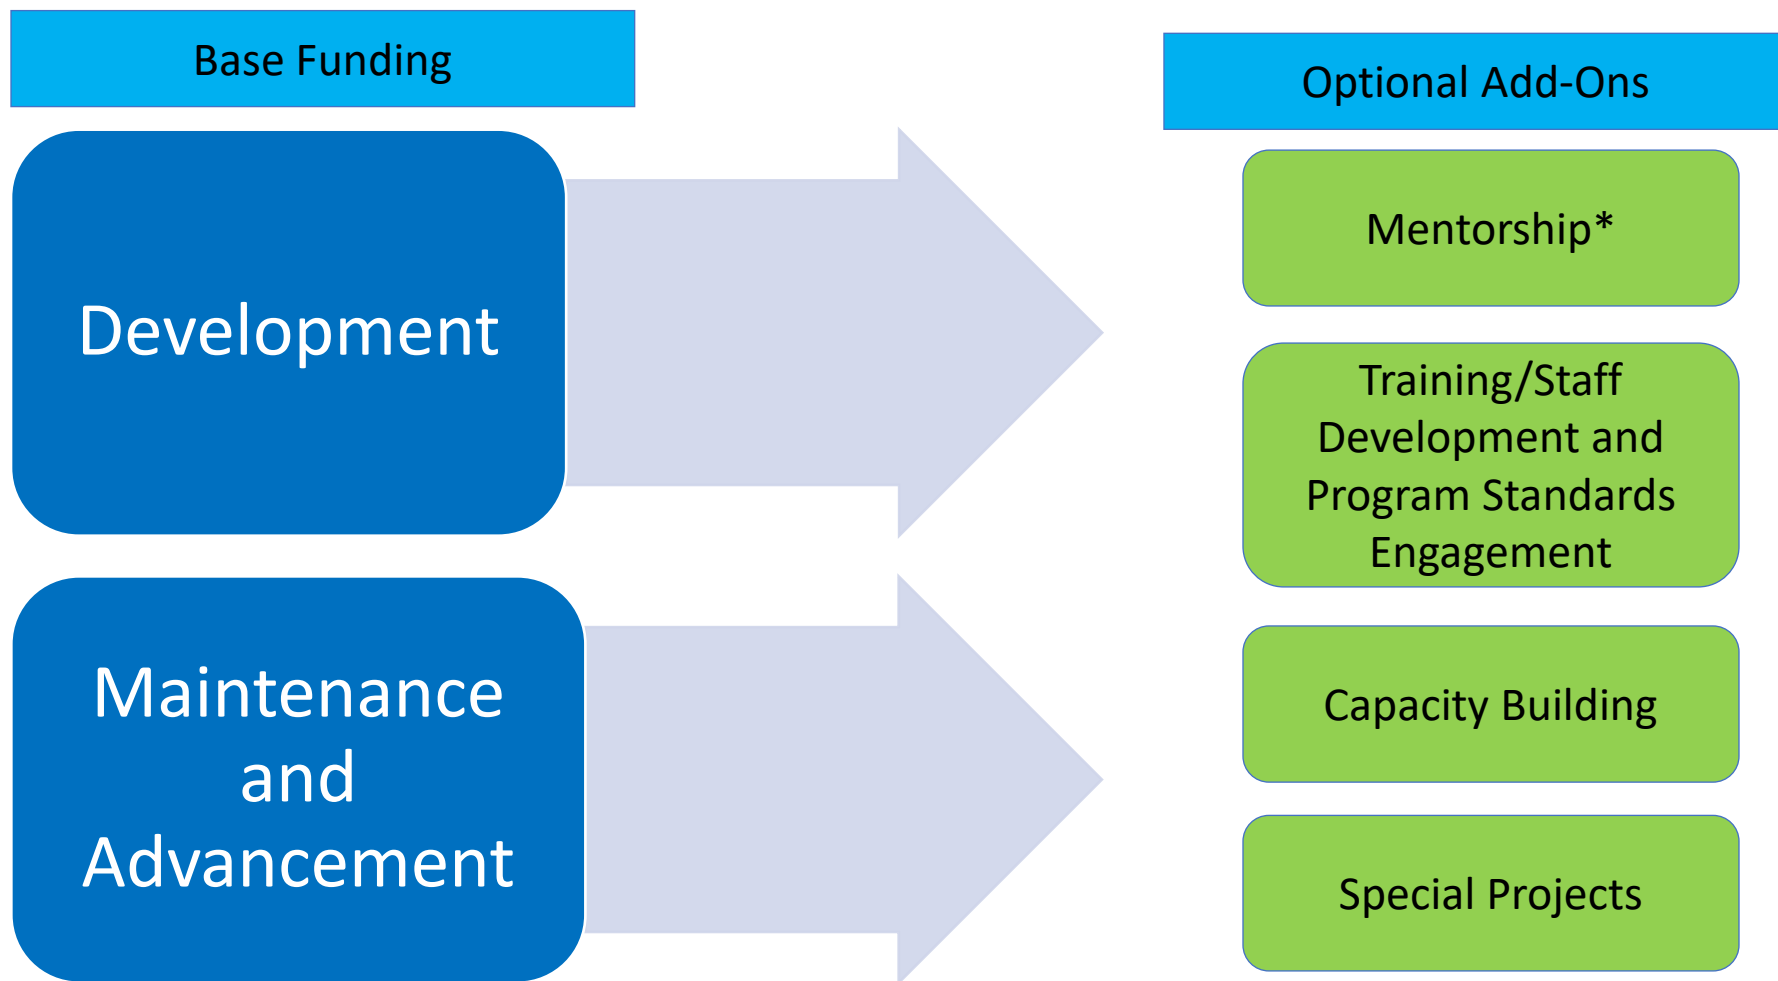 Base Funding
Development
Maintenance
and
Advancement
Optional Add-Ons
Mentorship*
Training/Staff
Development and
Program Standards
Engagement
Capacity Building
Special Projects